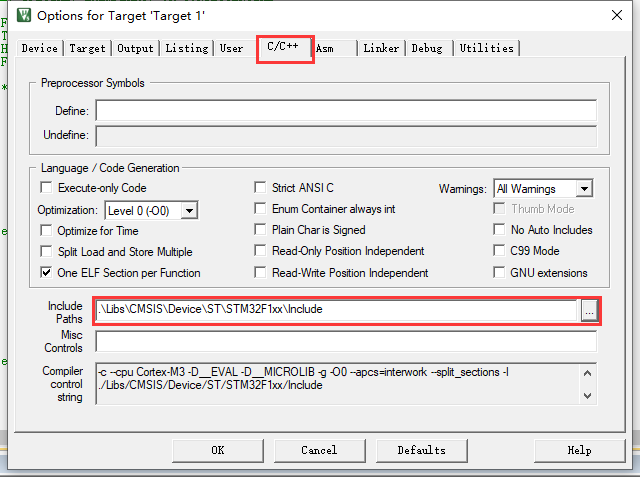 Options for Target 'Target 1'
Device Target Output Listing User C/C++ Asm Linker Debug Utilities
Preprocessor Symbols
Define:
Undefine:
Language / Code Generation
Execute-only Code Strict ANSI C Warnings: All Warnings
Optimization: Level 0 (-O0) Enum Container always int Thumb Mode
Optimize for Time Plain Char is Signed No Auto Includes
Split Load and Store Multiple Read-Only Position Independent C99 Mode
One ELF Section per Function Read-Write Position Independent GNU extensions
Include Paths .\Libs\CMSIS\Device\ST\STM32F1xx\Include ...
Misc Controls
Compiler control string -c --cpu Cortex-M3 -D__EVAL -D__MICROLIB -g -O0 --apcs=interwork --split_sections -I
./Libs/CMSIS/Device/ST/STM32F1xx/Include
OK Cancel Defaults Help